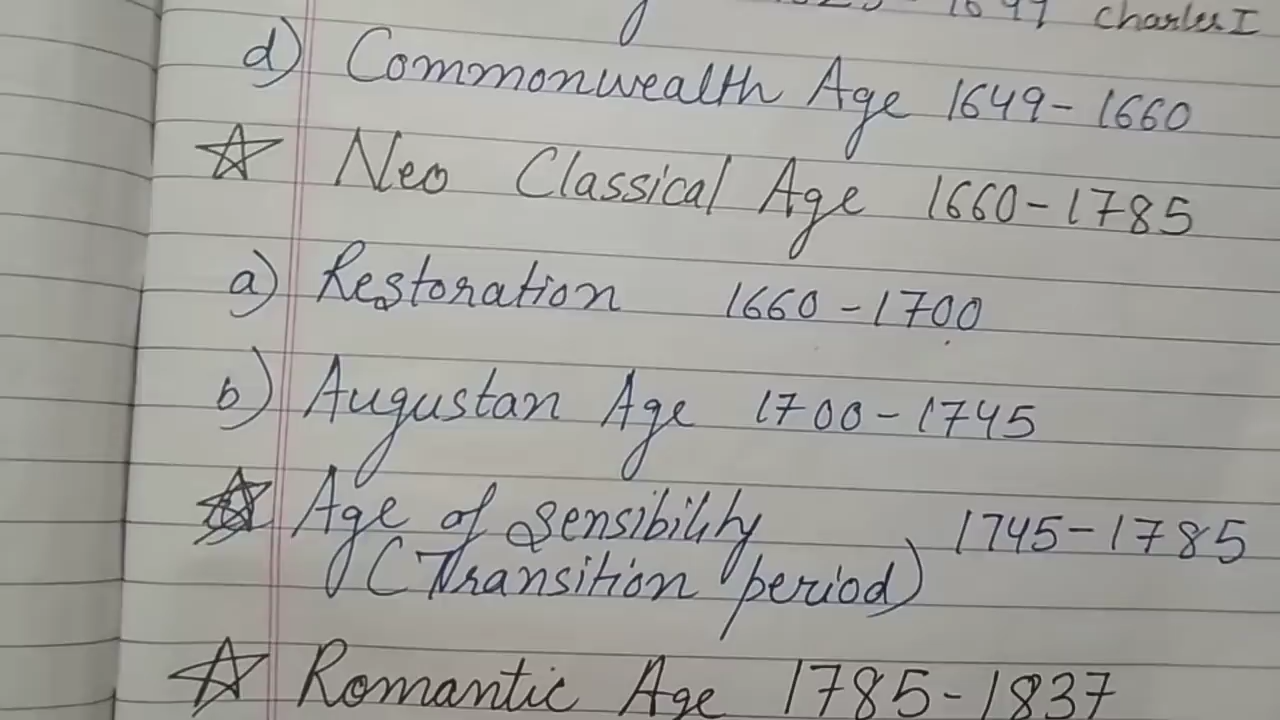 1649 Charles I
d) Commonwealth Age 1649-1660
☆ Neo Classical Age 1660-1785
a) Restoration 1660-1700
b) Augustan Age 1700-1745
☆ Age of Sensibility 1745-1785
(Transition period)
☆ Romantic Age 1785-1837